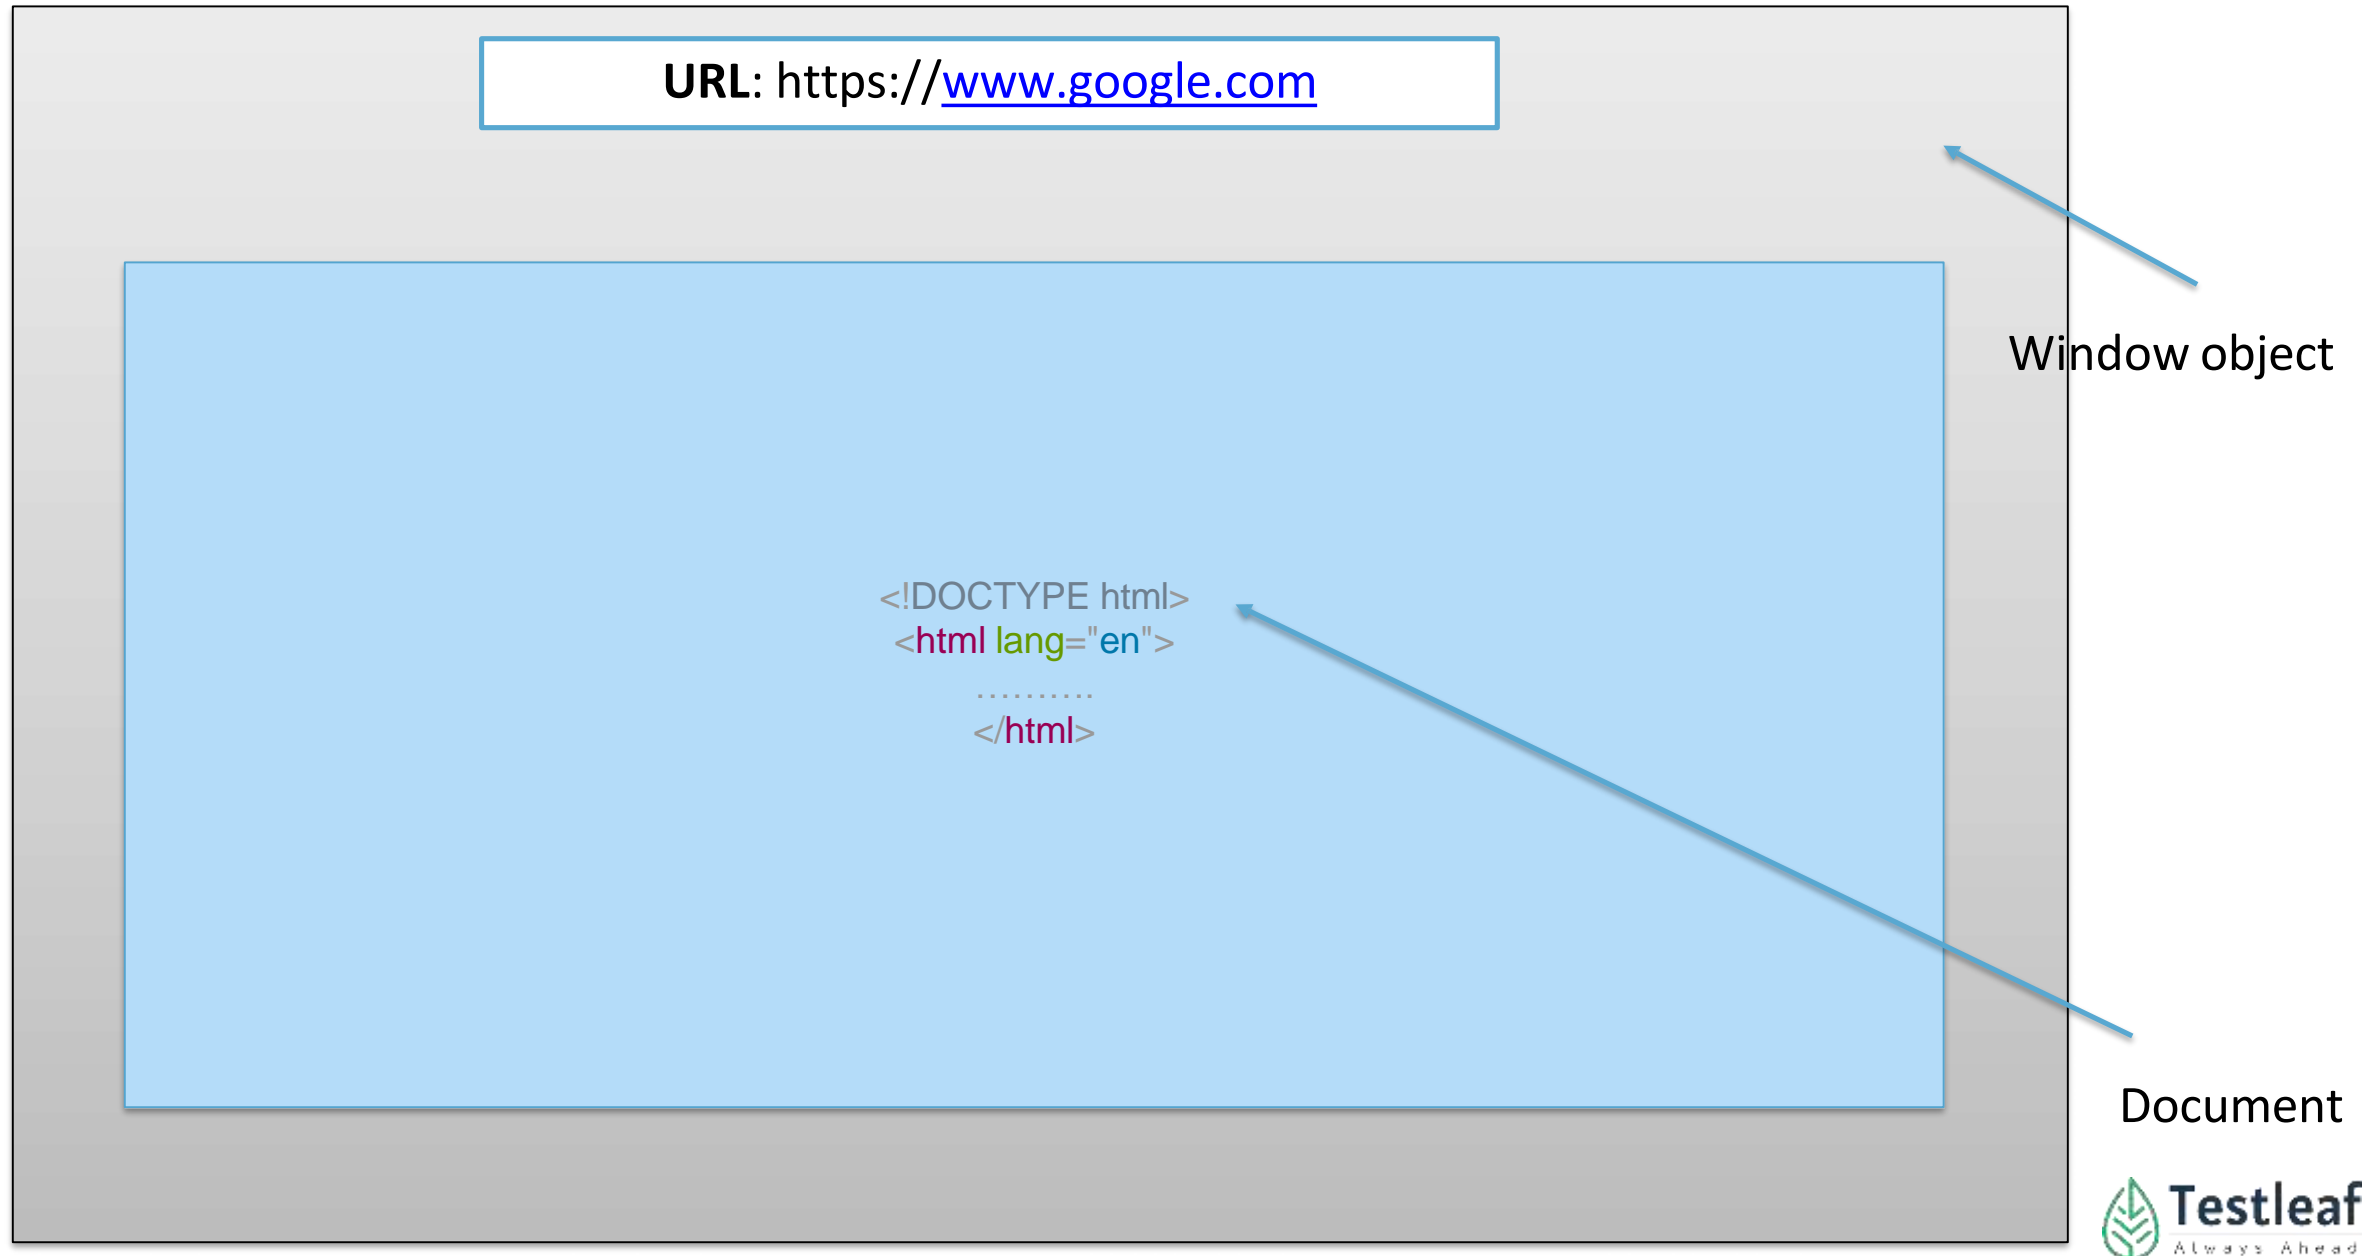 URL: https://www.google.com
Window object
<!DOCTYPE html>
<html lang="en">
..........
</html>
Document
Testleaf
Always Ahead